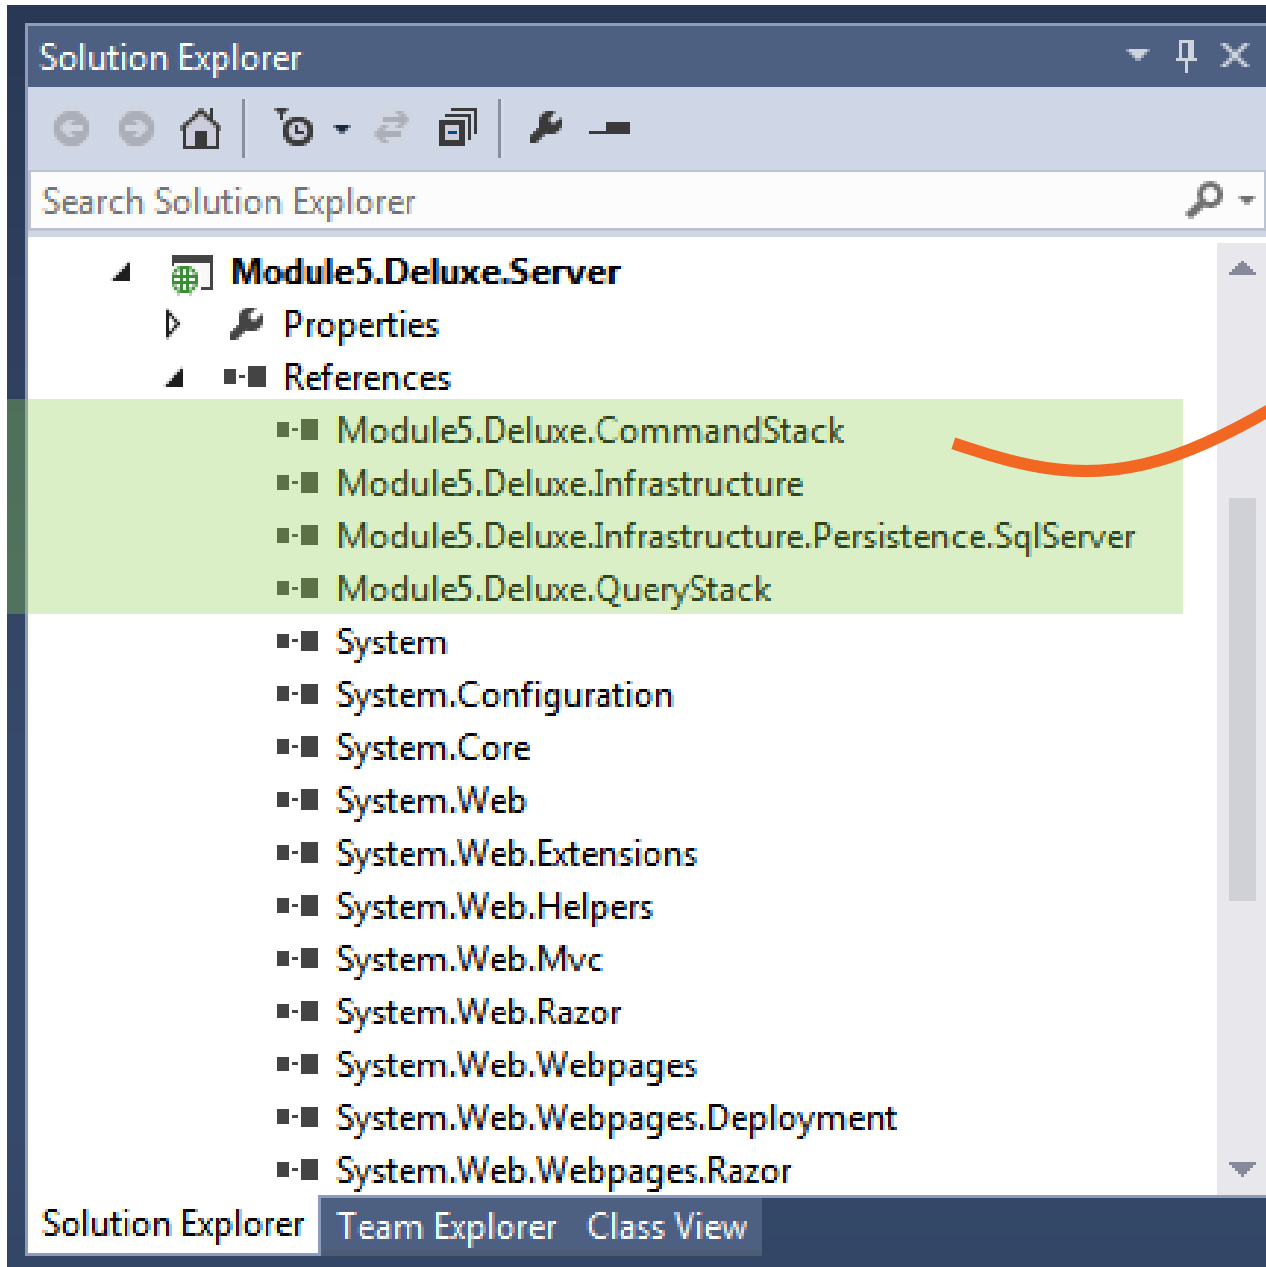 Solution Explorer
Search Solution Explorer
Module5.Deluxe.Server
Properties
References
Module5.Deluxe.CommandStack
Module5.Deluxe.Infrastructure
Module5.Deluxe.Infrastructure.Persistence.SqlServer
Module5.Deluxe.QueryStack
System
System.Configuration
System.Core
System.Web
System.Web.Extensions
System.Web.Helpers
System.Web.Mvc
System.Web.Razor
System.Web.Webpages
System.Web.Webpages.Deployment
System.Web.Webpages.Razor
Solution Explorer Team Explorer Class View